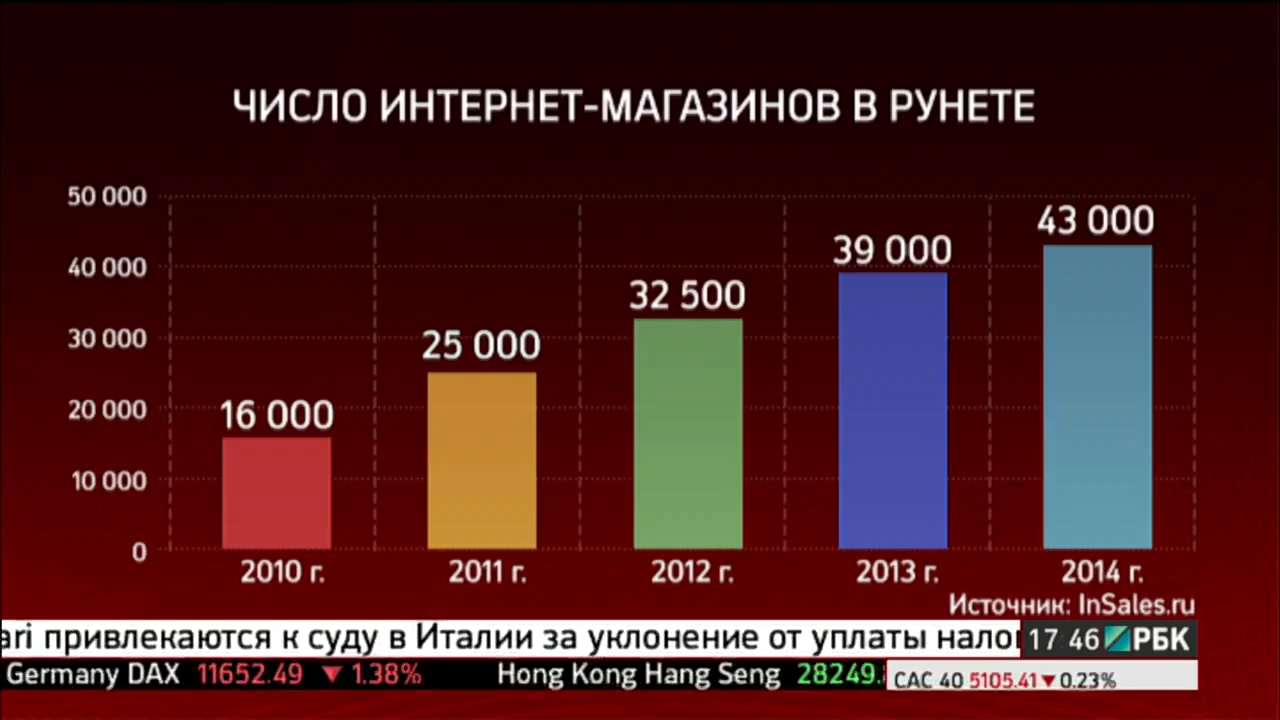 ЧИСЛО ИНТЕРНЕТ-МАГАЗИНОВ В РУНЕТЕ
50 000
40 000
30 000
20 000
10 000
0
16 000
25 000
32 500
39 000
43 000
2010 г.
2011 г.
2012 г.
2013 г.
2014 г.
Источник: InSales.ru
ari привлекаются к суду в Италии за уклонение от уплаты нало
17 46 РБК
Germany DAX 11652.49 ▼ 1.38% Hong Kong Hang Seng 28249.
CAC 40 5105.41 ▼ 0.23%